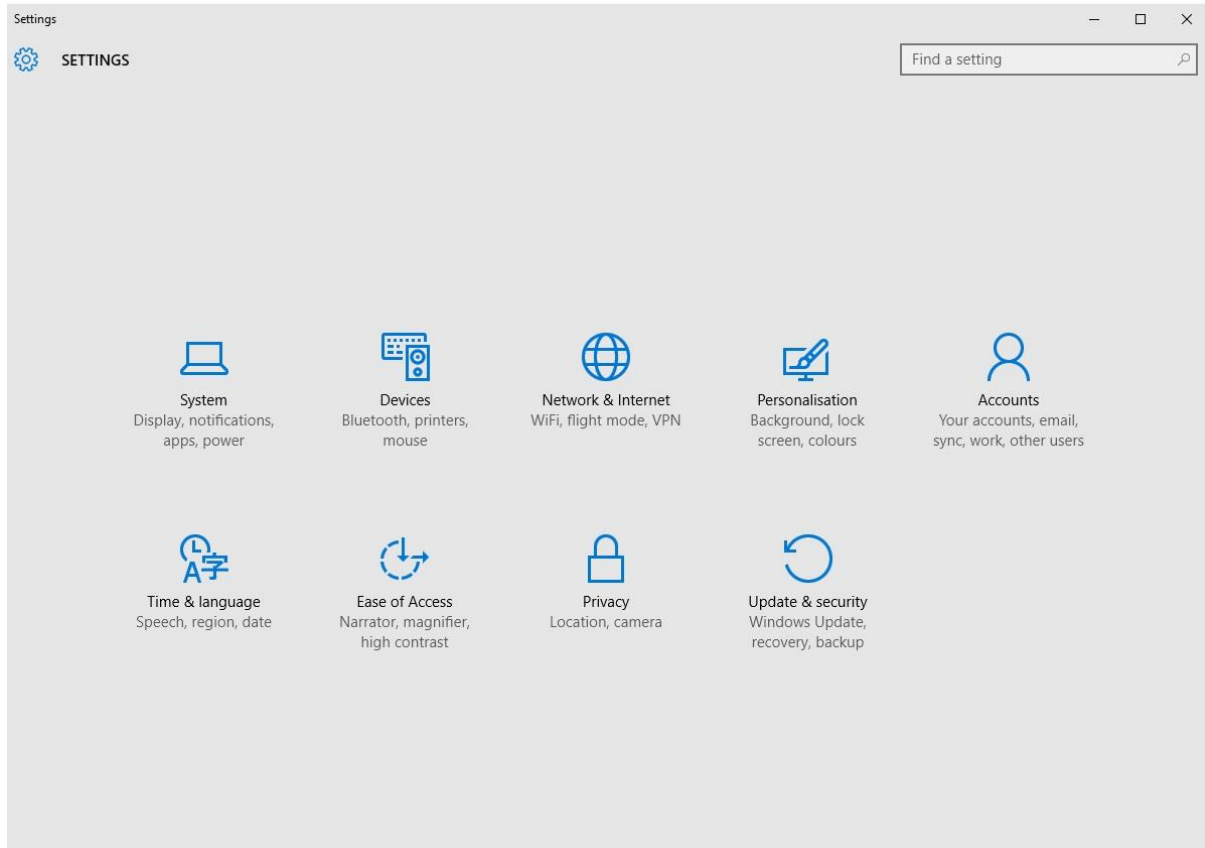 Settings
SETTINGS
Find a setting
System
Display, notifications,
apps, power
Devices
Bluetooth, printers,
mouse
Network & Internet
WiFi, flight mode, VPN
Personalisation
Background, lock
screen, colours
Accounts
Your accounts, email,
sync, work, other users
Time & language
Speech, region, date
Ease of Access
Narrator, magnifier,
high contrast
Privacy
Location, camera
Update & security
Windows Update,
recovery, backup